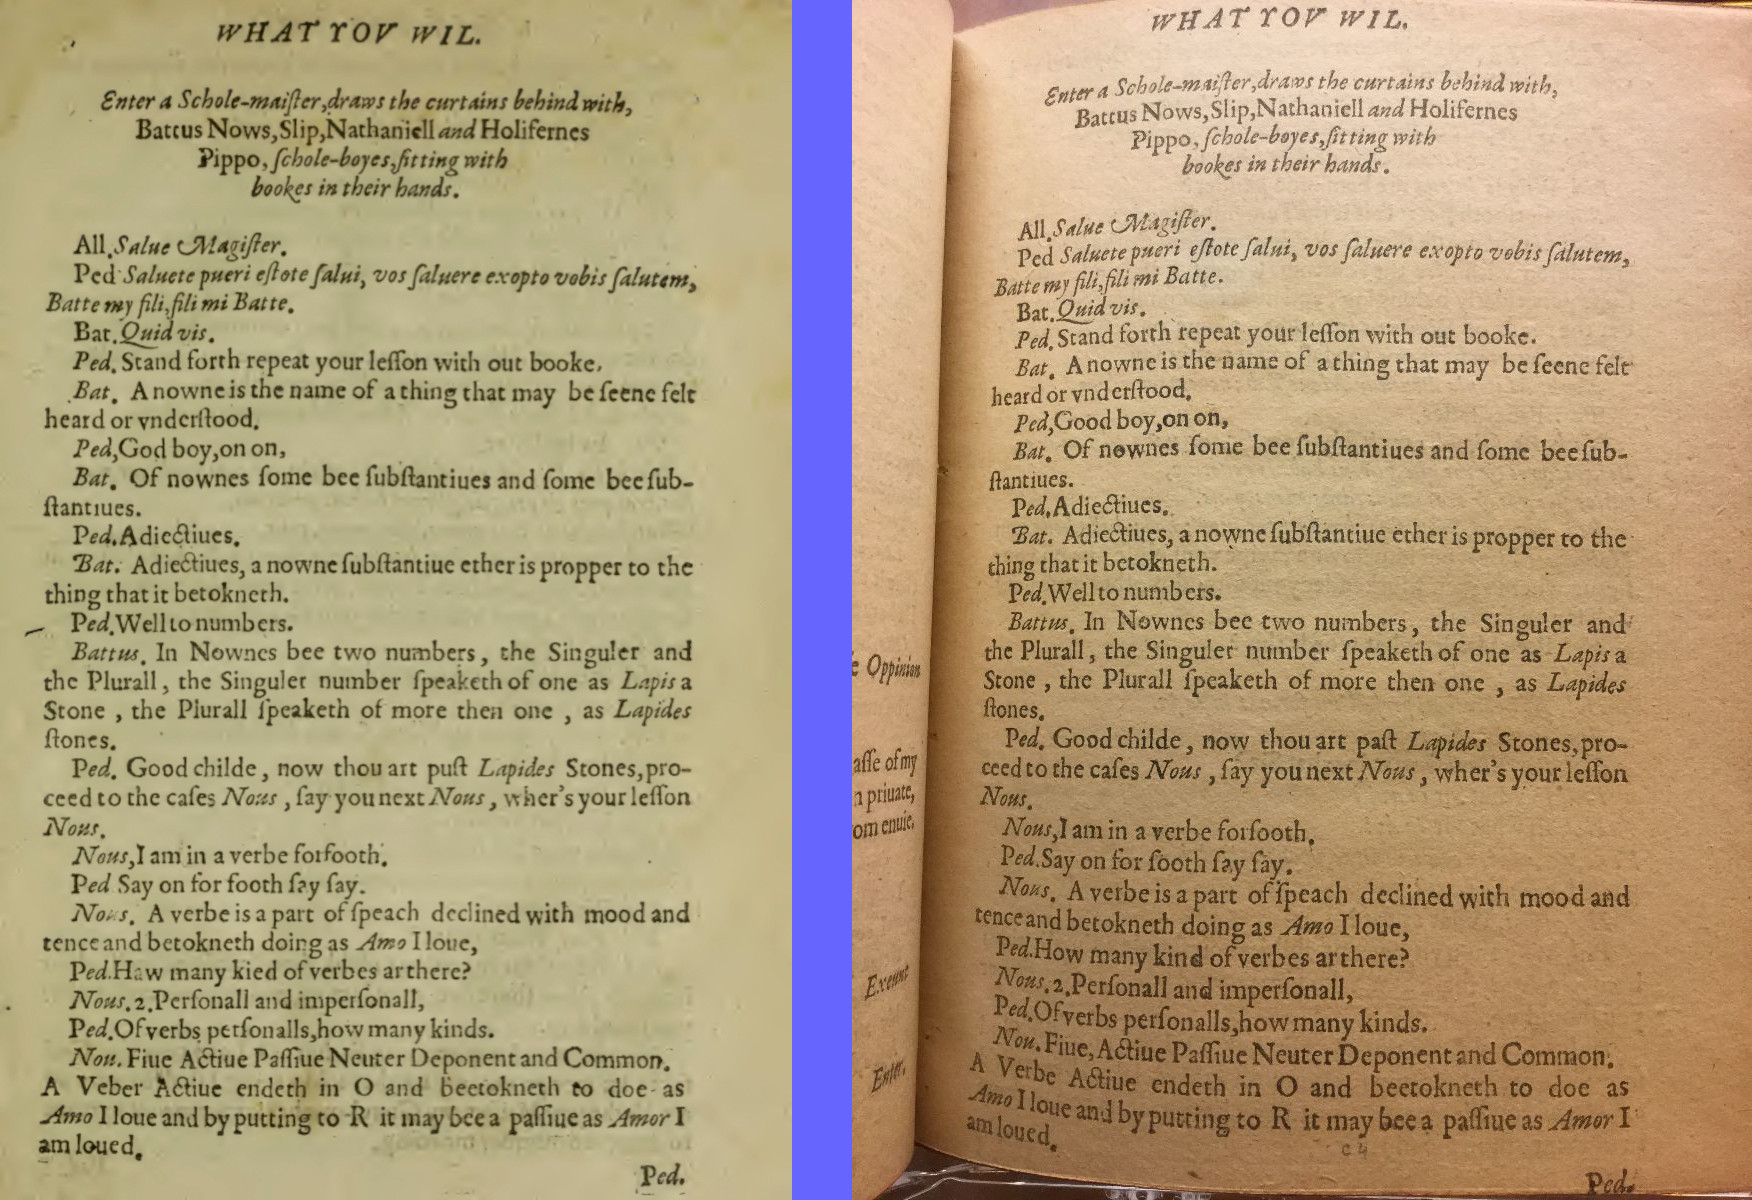 WHAT YOV WIL.
Enter a Schole-maiſter,draws the curtains behind with,
Battus Nows,Slip,Nathaniell and Holifernes
Pippo, ſchole-boyes,ſitting with
bookes in their hands.
All.Salue Magiſter.
Ped Saluete pueri eſtote ſalui, vos ſaluere exopto vobis ſalutem,
Batte my fili,fili mi Batte.
Bat.Quid vis.
Ped. Stand forth repeat your leſſon with out booke.
Bat. A nowne is the name of a thing that may be ſeene felt
heard or vnderſtood.
Ped,God boy,on on,
Bat. Of nownes ſome bee ſubſtantiues and ſome bee ſub-
ſtantiues.
Ped.Adiectiues.
Bat. Adiectiues, a nowne ſubſtantiue ether is propper to the
thing that it betokneth.
Ped.Well to numbers.
Battus. In Nownes bee two numbers, the Singuler and
the Plurall, the Singuler number ſpeaketh of one as Lapis a
Stone , the Plurall ſpeaketh of more then one , as Lapides
ſtones.
Ped. Good childe, now thou art puſt Lapides Stones,pro-
ceed to the caſes Nous , ſay you next Nous, wher's your leſſon
Nous.
Nous,I am in a verbe forſooth.
Ped Say on for footh ſay ſay.
Nous. A verbe is a part of ſpeach declined with mood and
tence and betokneth doing as Amo I loue,
Ped.Haw many kied of verbes ar there?
Nous.2.Perſonall and imperſonall,
Ped.Of verbs perſonalls,how many kinds.
Nou. Fiue Actiue Paſſiue Neuter Deponent and Common.
A Veber Actiue endeth in O and beetokneth to doe as
Amo I loue and by putting to R it may bee a paſſiue as Amor I
am loued.
Ped.
WHAT YOV WIL.
Enter a Schole-maiſter,draws the curtains behind with,
Battus Nows,Slip,Nathaniell and Holifernes
Pippo, ſchole-boyes,ſitting with
bookes in their hands.
All.Salue Magiſter.
Ped Saluete pueri eſtote ſalui, vos ſaluere exopto vobis ſalutem,
Batte my fili,fili mi Batte.
Bat.Quid vis.
Ped. Stand forth repeat your leſſon with out booke.
Bat. A nowne is the name of a thing that may be ſeene felt
heard or vnderſtood.
Ped,Good boy,on on,
Bat. Of nownes ſome bee ſubſtantiues and ſome bee ſub-
ſtantiues.
Ped.Adiectiues.
Bat. Adiectiues, a nowne ſubſtantiue ether is propper to the
thing that it betokneth.
Ped.Well to numbers.
Battus. In Nownes bee two numbers, the Singuler and
the Plurall, the Singuler number ſpeaketh of one as Lapis a
Stone , the Plurall ſpeaketh of more then one , as Lapides
ſtones.
Ped. Good childe, now thou art paſt Lapides Stones,pro-
ceed to the caſes Nous , ſay you next Nous, wher's your leſſon
Nous.
Nous,I am in a verbe forſooth.
Ped.Say on for ſooth ſay ſay.
Nous. A verbe is a part of ſpeach declined with mood and
tence and betokneth doing as Amo I loue,
Ped.How many kind of verbes ar there?
Nous.2.Perſonall and imperſonall,
Ped.Of verbs perſonalls,how many kinds.
Nou. Fiue,Actiue Paſſiue Neuter Deponent and Common.
A Verbe Actiue endeth in O and beetokneth to doe as
Amo I loue and by putting to R it may bee a paſſiue as Amor I
am loued.
c 4
Ped.
Oppinion
aſſe of my
priuate,
om enuie.
Exeunt
Enter.